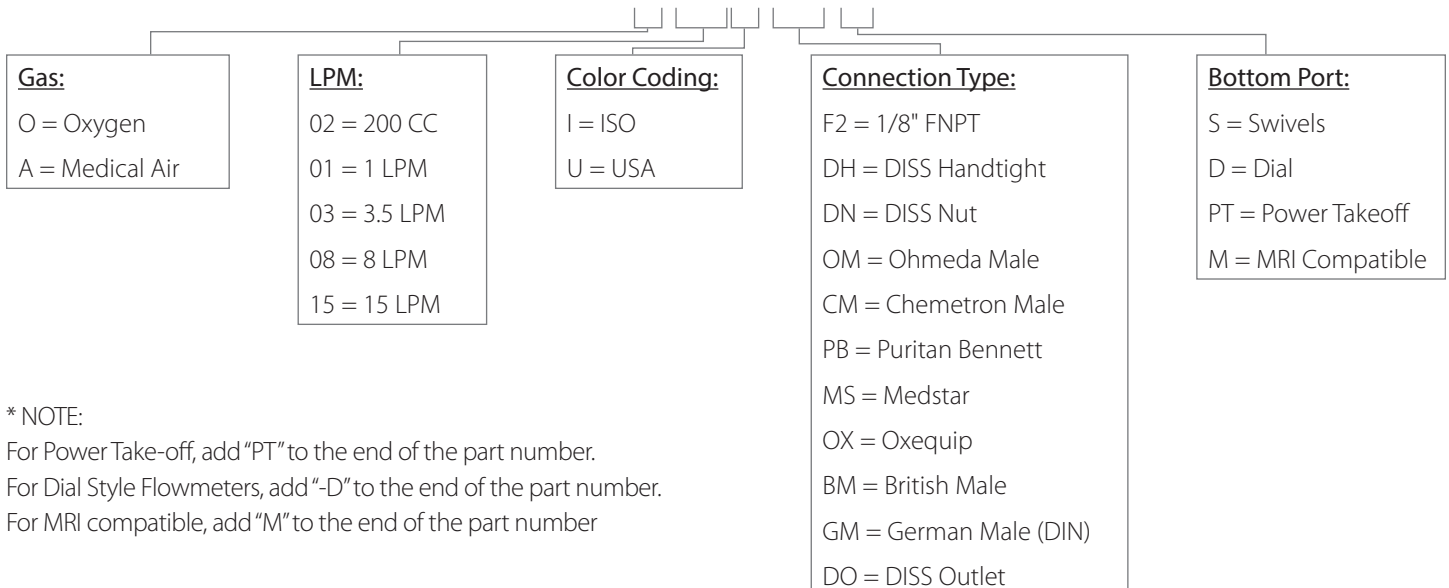 Gas:
O = Oxygen
A = Medical Air
LPM:
02 = 200 CC
01 = 1 LPM
03 = 3.5 LPM
08 = 8 LPM
15 = 15 LPM
Color Coding:
I = ISO
U = USA
Connection Type:
F2 = 1/8" FNPT
DH = DISS Handtight
DN = DISS Nut
OM = Ohmeda Male
CM = Chemetron Male
PB = Puritan Bennett
MS = Medstar
OX = Oxequip
BM = British Male
GM = German Male (DIN)
DO = DISS Outlet
Bottom Port:
S = Swivels
D = Dial
PT = Power Takeoff
M = MRI Compatible
* NOTE:
For Power Take-off, add “PT” to the end of the part number.
For Dial Style Flowmeters, add “-D” to the end of the part number.
For MRI compatible, add “M” to the end of the part number